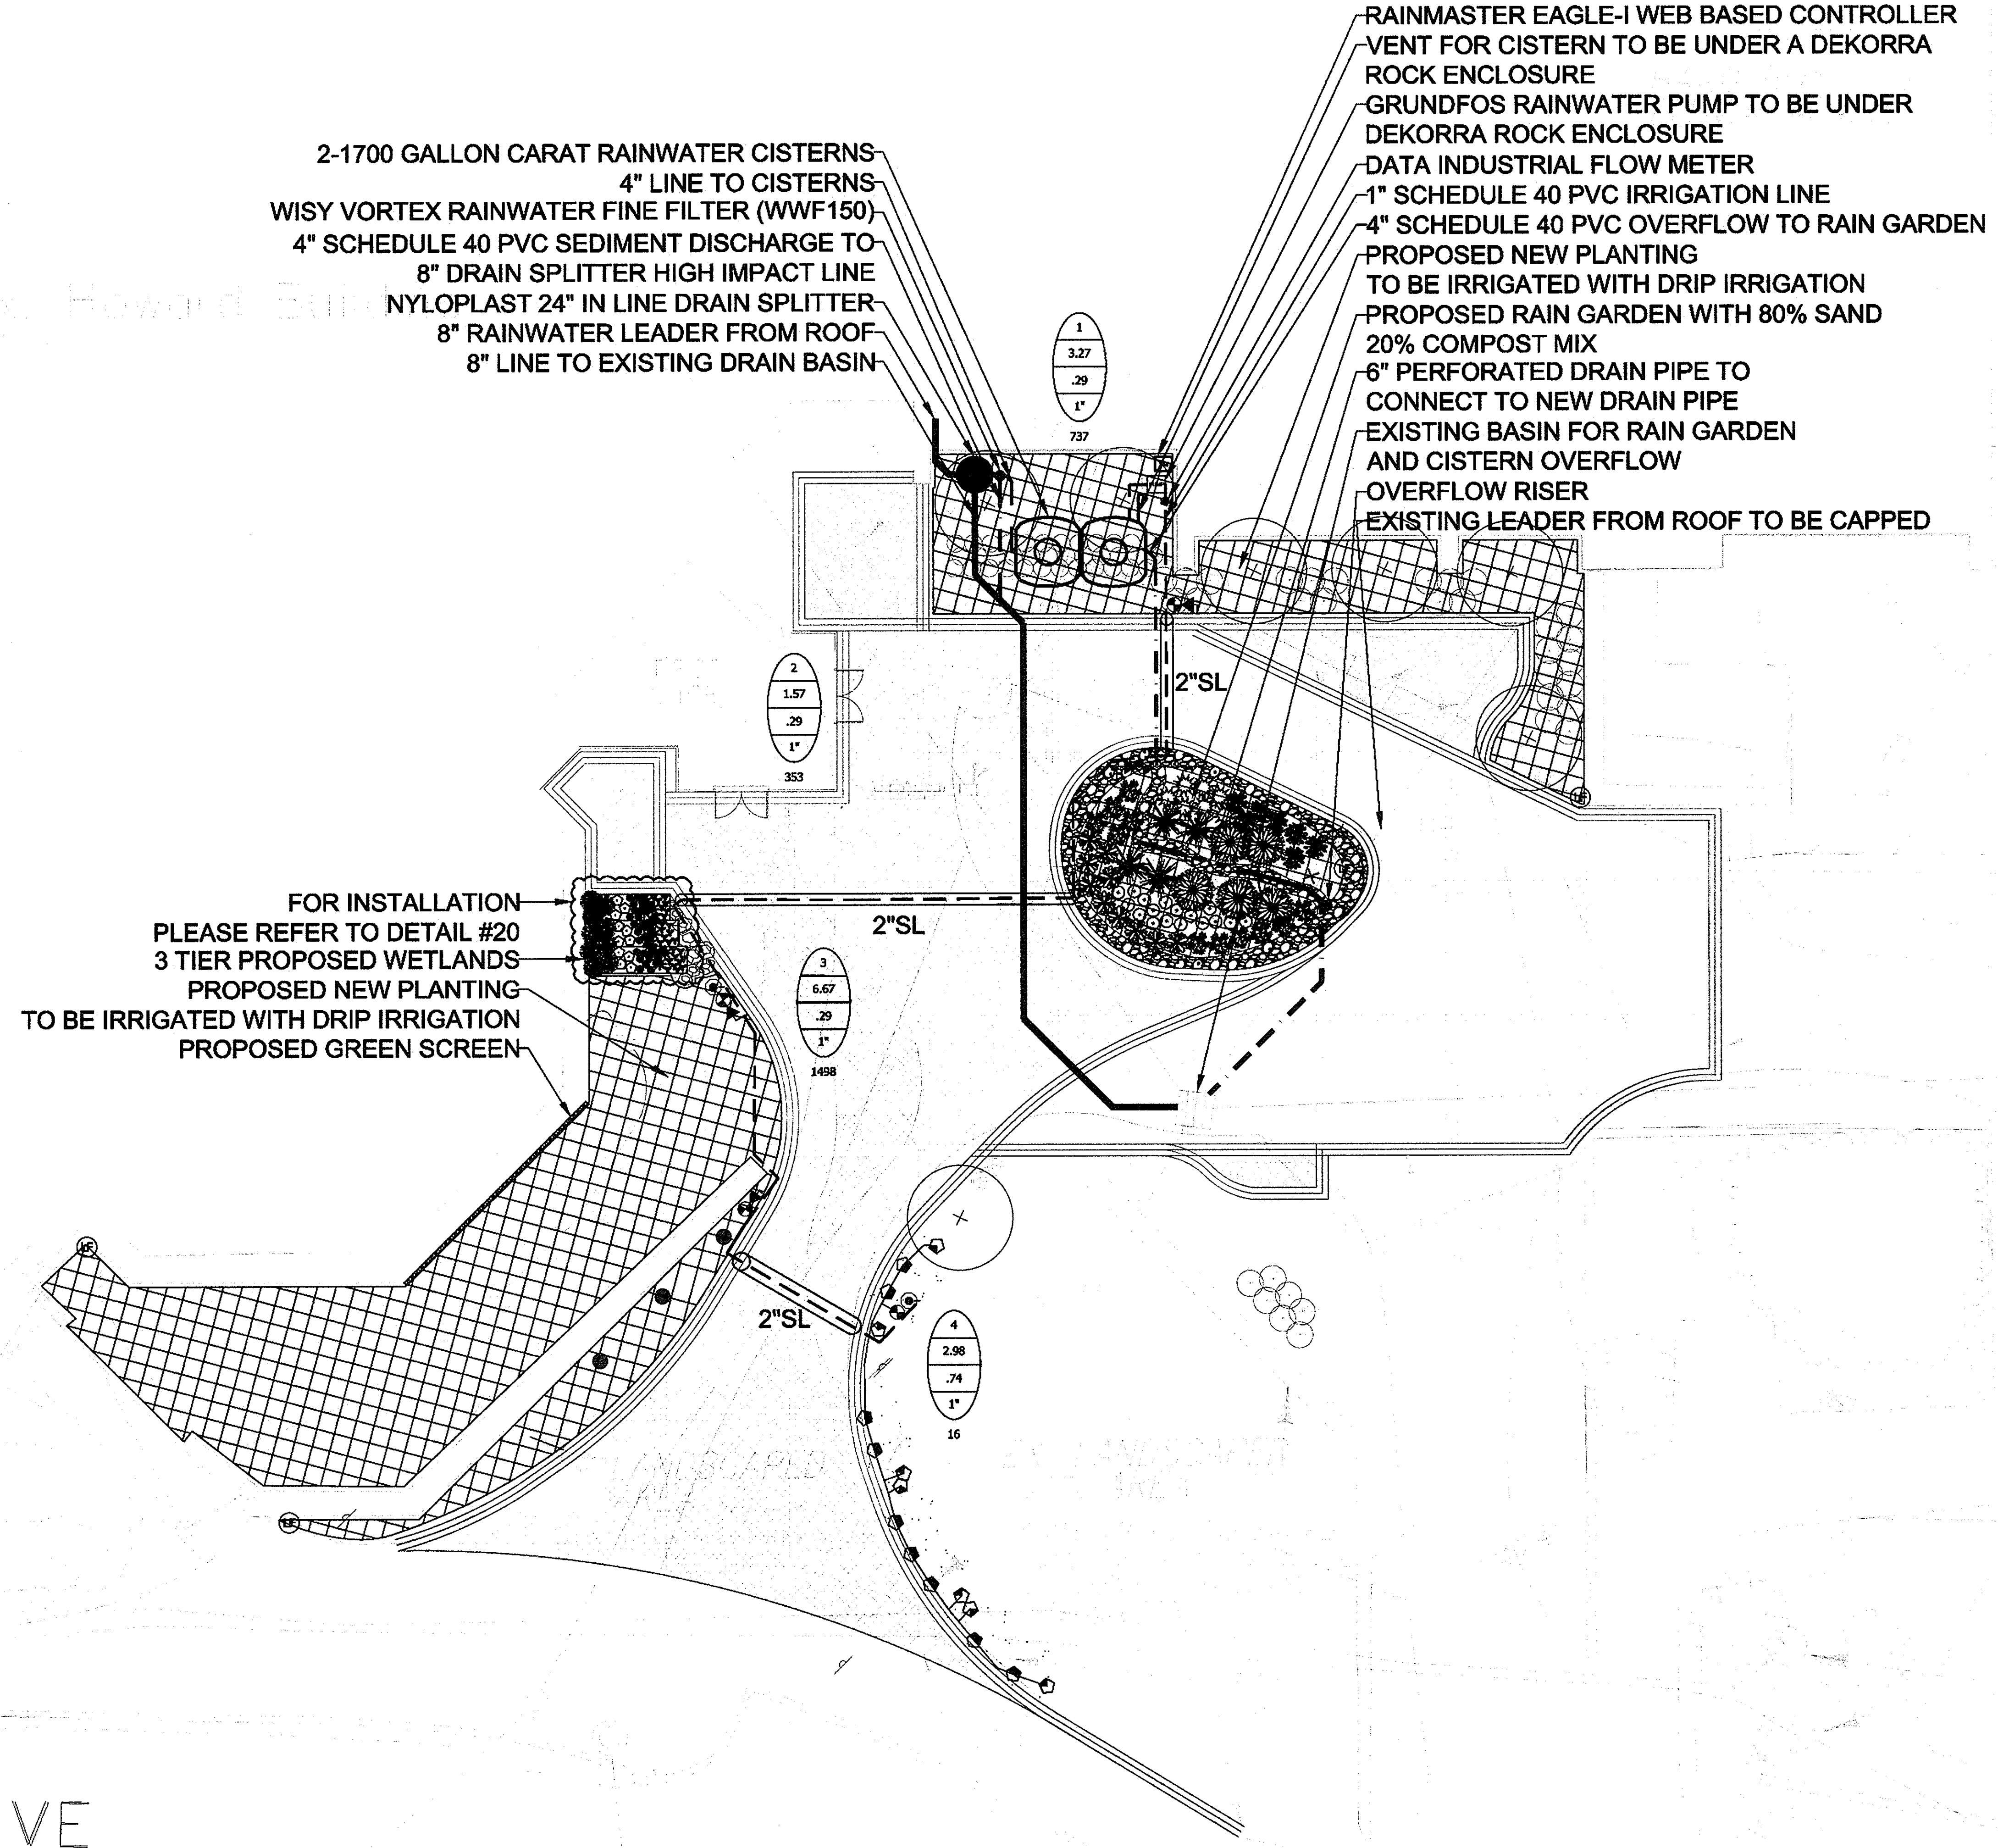 RAINMASTER EAGLE-I WEB BASED CONTROLLER
VENT FOR CISTERN TO BE UNDER A DEKORRA
ROCK ENCLOSURE
GRUNDFOS RAINWATER PUMP TO BE UNDER
DEKORRA ROCK ENCLOSURE
DATA INDUSTRIAL FLOW METER
1" SCHEDULE 40 PVC IRRIGATION LINE
4" SCHEDULE 40 PVC OVERFLOW TO RAIN GARDEN
PROPOSED NEW PLANTING
TO BE IRRIGATED WITH DRIP IRRIGATION
PROPOSED RAIN GARDEN WITH 80% SAND
20% COMPOST MIX
6" PERFORATED DRAIN PIPE TO
CONNECT TO NEW DRAIN PIPE
EXISTING BASIN FOR RAIN GARDEN
AND CISTERN OVERFLOW
OVERFLOW RISER
EXISTING LEADER FROM ROOF TO BE CAPPED
2-1700 GALLON CARAT RAINWATER CISTERNS
4" LINE TO CISTERNS
WISY VORTEX RAINWATER FINE FILTER (WWF150)
4" SCHEDULE 40 PVC SEDIMENT DISCHARGE TO
8" DRAIN SPLITTER HIGH IMPACT LINE
NYLOPLAST 24" IN LINE DRAIN SPLITTER
8" RAINWATER LEADER FROM ROOF
8" LINE TO EXISTING DRAIN BASIN
1
3.27
.29
1"
737
2"SL
2
1.57
.29
1"
353
FOR INSTALLATION
PLEASE REFER TO DETAIL #20
3 TIER PROPOSED WETLANDS
PROPOSED NEW PLANTING
TO BE IRRIGATED WITH DRIP IRRIGATION
PROPOSED GREEN SCREEN
2"SL
3
6.67
.29
1"
1498
2"SL
4
2.98
.74
1"
16
LANDSCAPED
VE